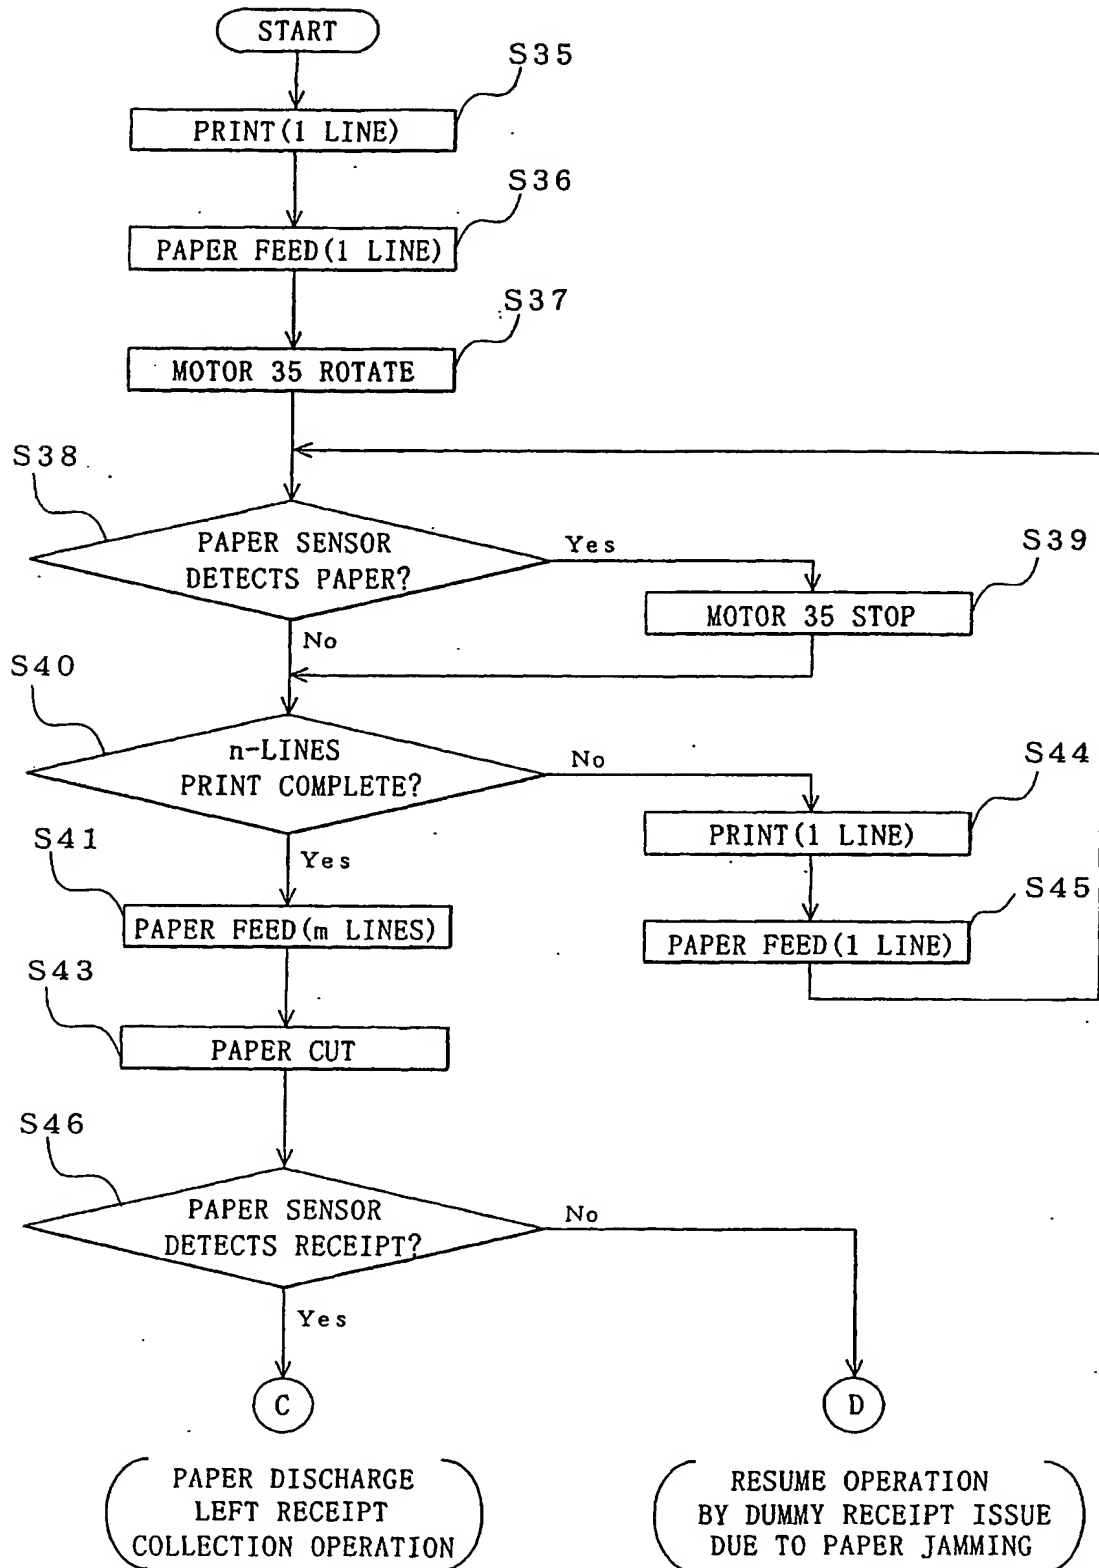 START
S35
PRINT(1 LINE)
S36
PAPER FEED(1 LINE)
S37
MOTOR 35 ROTATE
S38
PAPER SENSOR
DETECTS PAPER?
Yes
S39
MOTOR 35 STOP
No
S40
n-LINES
PRINT COMPLETE?
No
S44
PRINT(1 LINE)
S41
Yes
S45
PAPER FEED(m LINES)
PAPER FEED(1 LINE)
S43
PAPER CUT
S46
PAPER SENSOR
DETECTS RECEIPT?
No
Yes
C
D
PAPER DISCHARGE
LEFT RECEIPT
COLLECTION OPERATION
RESUME OPERATION
BY DUMMY RECEIPT ISSUE
DUE TO PAPER JAMMING